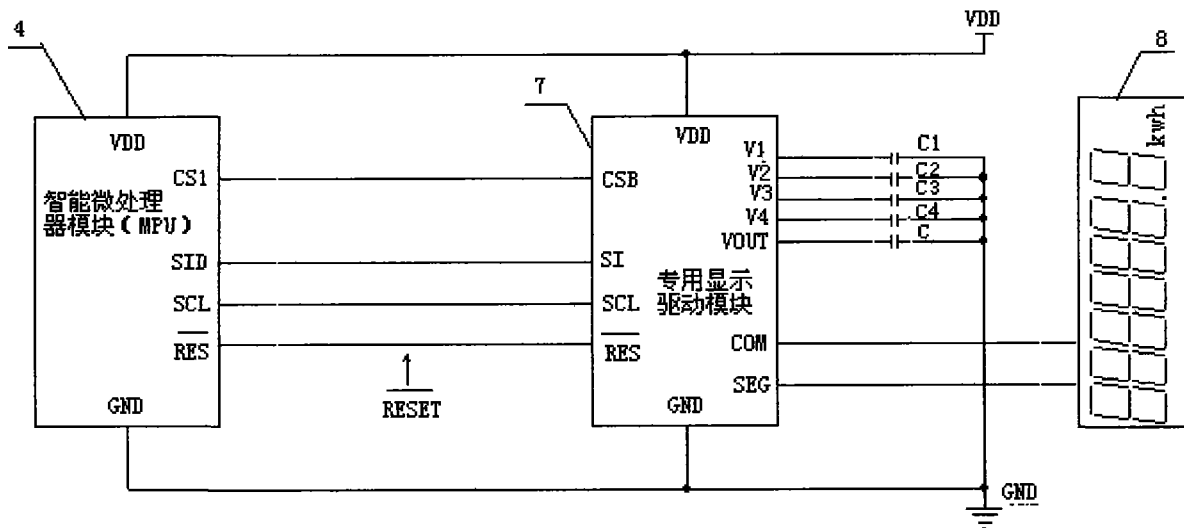 4
VDD
8
7
VDD
CS1
智能微处理
器模块(MPU)
SID
SCL
RES
GND
RESET
VDD
CSB
SI
专用显示
驱动模块
SCL
RES
GND
V1
V2
V3
V4
VOUT
COM
SEG
C1
C2
C3
C4
C
GND
kwh